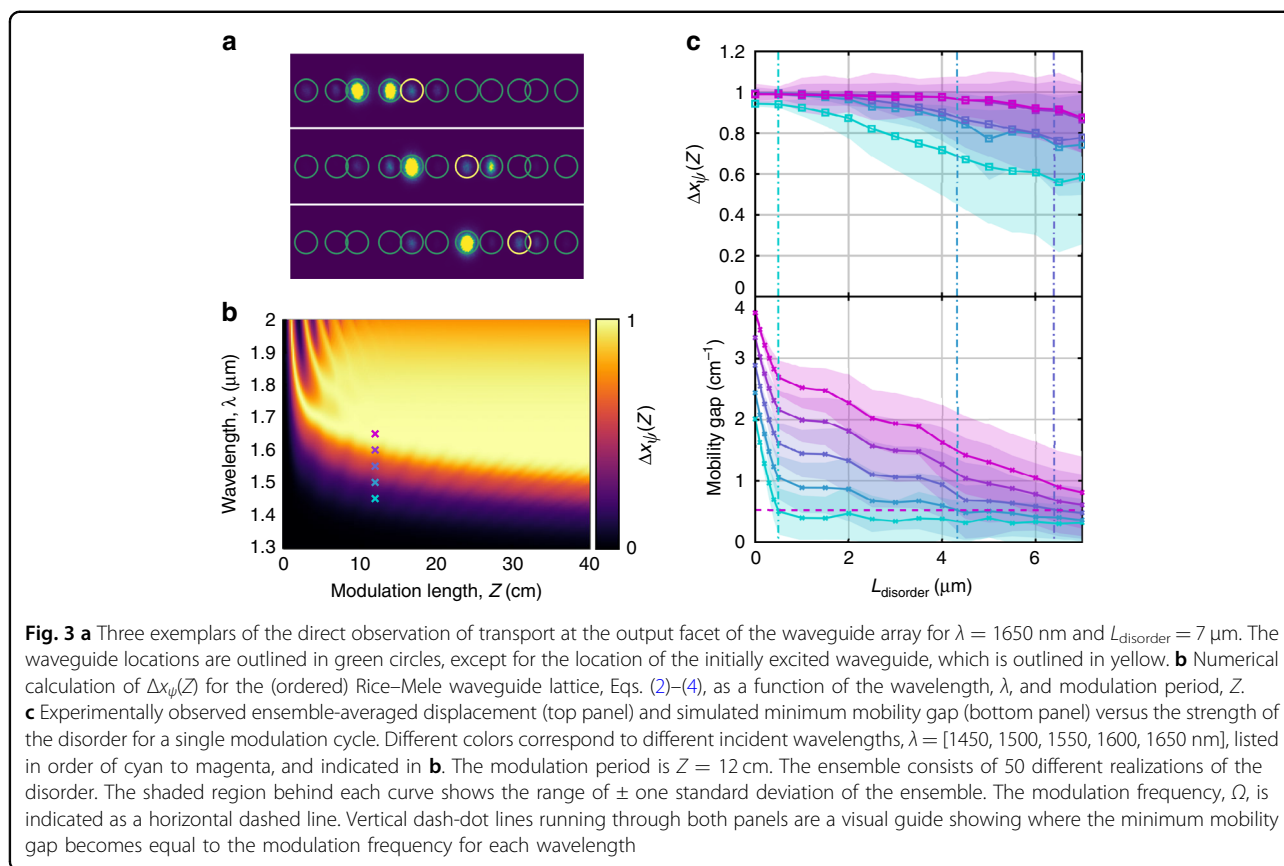 a
b
2
1.9
1.8
1.7
1.6
1.5
1.4
1.3
Wavelength, λ (μm)
0
10
20
30
40
Modulation length, Z (cm)
1
0
Δxψ(Z)
c
1.2
1
0.8
0.6
0.4
0.2
0
Δxψ(Z)
4
3
2
1
0
Mobility gap (cm⁻¹)
0
2
4
6
L_disorder (μm)
Fig. 3 a Three exemplars of the direct observation of transport at the output facet of the waveguide array for λ = 1650 nm and L_disorder = 7 μm. The
waveguide locations are outlined in green circles, except for the location of the initially excited waveguide, which is outlined in yellow. b Numerical
calculation of Δxψ(Z) for the (ordered) Rice–Mele waveguide lattice, Eqs. (2)–(4), as a function of the wavelength, λ, and modulation period, Z.
c Experimentally observed ensemble-averaged displacement (top panel) and simulated minimum mobility gap (bottom panel) versus the strength of
the disorder for a single modulation cycle. Different colors correspond to different incident wavelengths, λ = [1450, 1500, 1550, 1600, 1650 nm], listed
in order of cyan to magenta, and indicated in b. The modulation period is Z = 12 cm. The ensemble consists of 50 different realizations of the
disorder. The shaded region behind each curve shows the range of ± one standard deviation of the ensemble. The modulation frequency, Ω, is
indicated as a horizontal dashed line. Vertical dash-dot lines running through both panels are a visual guide showing where the minimum mobility
gap becomes equal to the modulation frequency for each wavelength